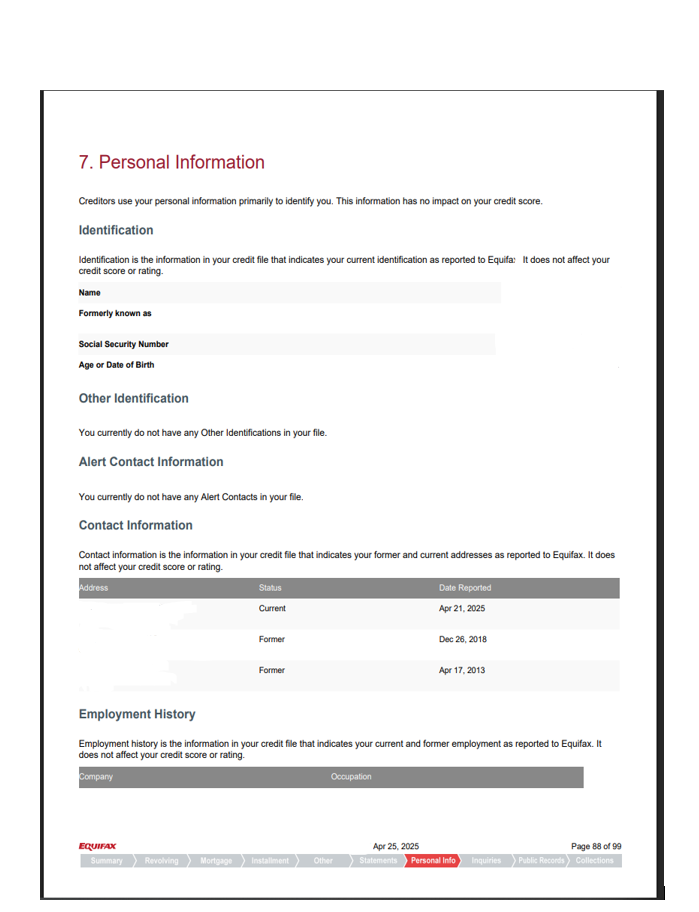 7. Personal Information
Creditors use your personal information primarily to identify you. This information has no impact on your credit score.
Identification
Identification is the information in your credit file that indicates your current identification as reported to Equifa It does not affect your
credit score or rating.
Name
Formerly known as
Social Security Number
Age or Date of Birth
Other Identification
You currently do not have any Other Identifications in your file.
Alert Contact Information
You currently do not have any Alert Contacts in your file.
Contact Information
Contact information is the information in your credit file that indicates your former and current addresses as reported to Equifax. It does
not affect your credit score or rating.
Address Status Date Reported
Current Apr 21, 2025
Former Dec 26, 2018
Former Apr 17, 2013
Employment History
Employment history is the information in your credit file that indicates your current and former employment as reported to Equifax. It
does not affect your credit score or rating.
Company Occupation
EQUIFAX Apr 25, 2025 Page 88 of 99
Summary Revolving Mortgage Installment Other Statements Personal Info Inquiries Public Records Collections